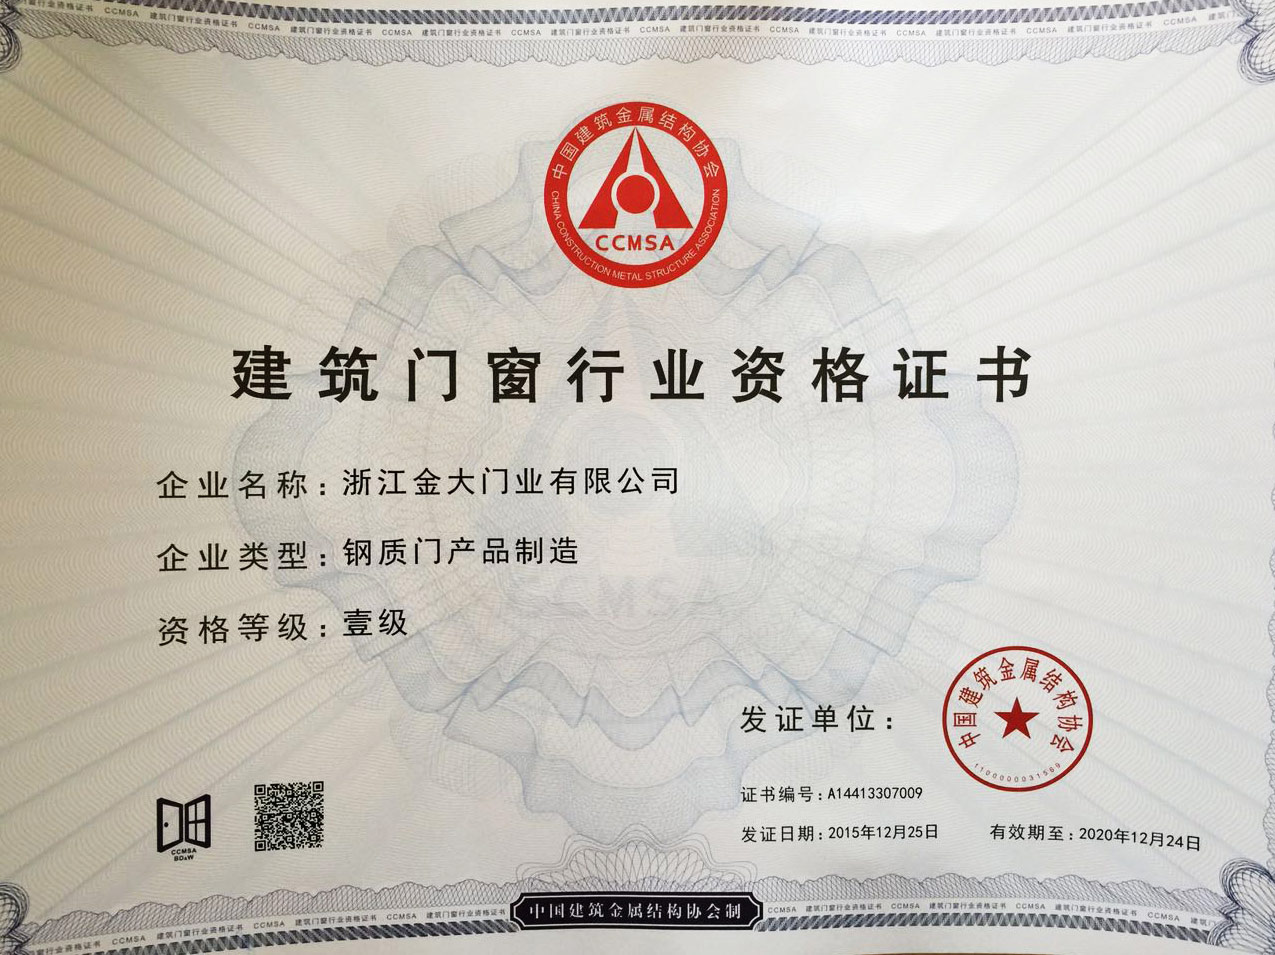 中国建筑金属结构协会
CCMSA
CHINA CONSTRUCTION METAL STRUCTURE ASSOCIATION
建筑门窗行业资格证书
企业名称：浙江金大门业有限公司
企业类型：钢质门产品制造
资格等级：壹级
发证单位：
中国建筑金属结构协会
1100000031569
证书编号：A14413307009
发证日期：2015年12月25日 有效期至：2020年12月24日
CCMSA
BD&W
中国建筑金属结构协会制